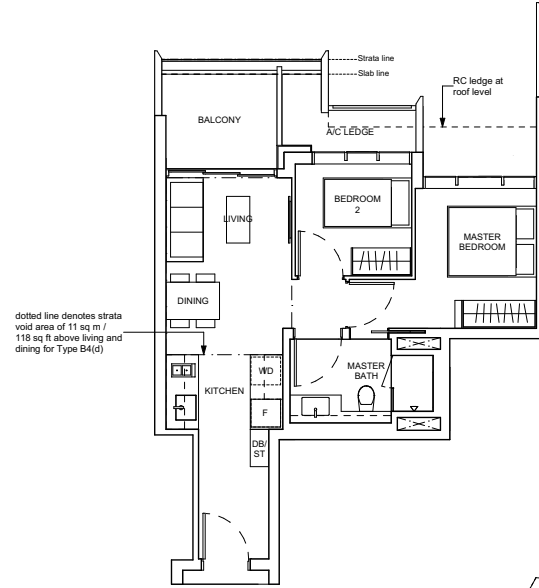 Strata line
Slab line
RC ledge at
roof level
BALCONY
A/C LEDGE
BEDROOM
2
LIVING
MASTER
BEDROOM
DINING
dotted line denotes strata
void area of 11 sq m /
118 sq ft above living and
dining for Type B4(d)
WD
MASTER
BATH
KITCHEN
F
DB/
ST